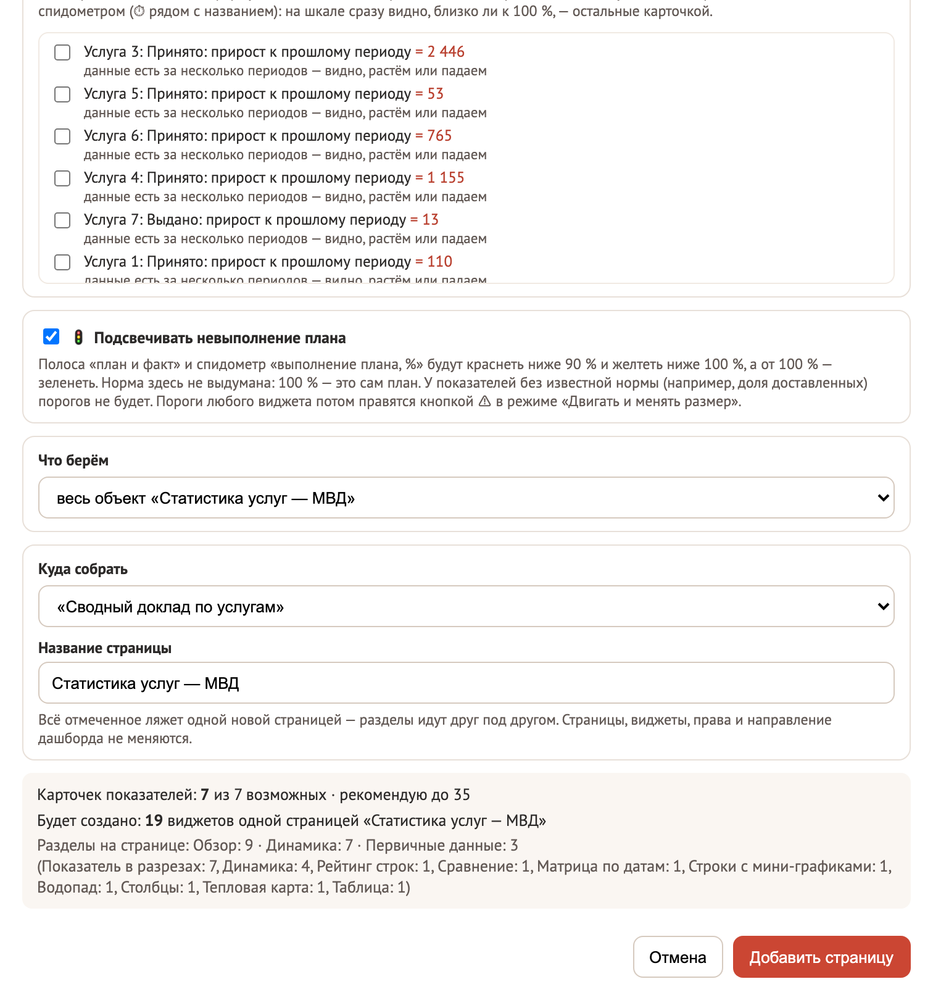 спидометром (⏱ рядом с названием): на шкале сразу видно, близко ли к 100 %, — остальные карточкой.
Услуга 3: Принято: прирост к прошлому периоду = 2 446
данные есть за несколько периодов — видно, растём или падаем
Услуга 5: Принято: прирост к прошлому периоду = 53
данные есть за несколько периодов — видно, растём или падаем
Услуга 6: Принято: прирост к прошлому периоду = 765
данные есть за несколько периодов — видно, растём или падаем
Услуга 4: Принято: прирост к прошлому периоду = 1 155
данные есть за несколько периодов — видно, растём или падаем
Услуга 7: Выдано: прирост к прошлому периоду = 13
данные есть за несколько периодов — видно, растём или падаем
Услуга 1: Принято: прирост к прошлому периоду = 110
данные есть за несколько периодов — видно, растём или падаем
🚦 Подсвечивать невыполнение плана
Полоса «план и факт» и спидометр «выполнение плана, %» будут краснеть ниже 90 % и желтеть ниже 100 %, а от 100 % —
зеленеть. Норма здесь не выдумана: 100 % — это сам план. У показателей без известной нормы (например, доля доставленных)
порогов не будет. Пороги любого виджета потом правятся кнопкой ⚠ в режиме «Двигать и менять размер».
Что берём
весь объект «Статистика услуг — МВД»
Куда собрать
«Сводный доклад по услугам»
Название страницы
Статистика услуг — МВД
Всё отмеченное ляжет одной новой страницей — разделы идут друг под другом. Страницы, виджеты, права и направление
дашборда не меняются.
Карточек показателей: 7 из 7 возможных · рекомендую до 35
Будет создано: 19 виджетов одной страницей «Статистика услуг — МВД»
Разделы на странице: Обзор: 9 · Динамика: 7 · Первичные данные: 3
(Показатель в разрезах: 7, Динамика: 4, Рейтинг строк: 1, Сравнение: 1, Матрица по датам: 1, Строки с мини-графиками: 1,
Водопад: 1, Столбцы: 1, Тепловая карта: 1, Таблица: 1)
Отмена
Добавить страницу